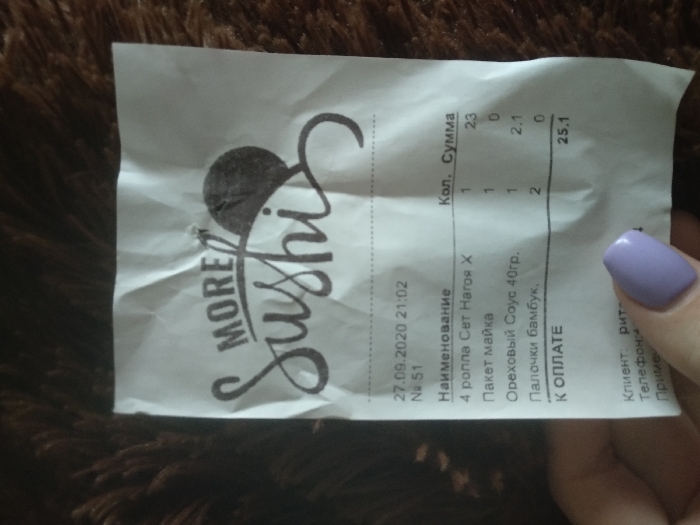 MORE
Sushi
27.09.2020 21:02
№ 51
Наименование Кол. Сумма
4 ролла Сет Нагоя Х 1 23
Пакет майка 1 0
Ореховый Соус 40гр. 1 2.1
Палочки бамбук. 2 0
К ОПЛАТЕ 25.1
Клиент:
Телефон: